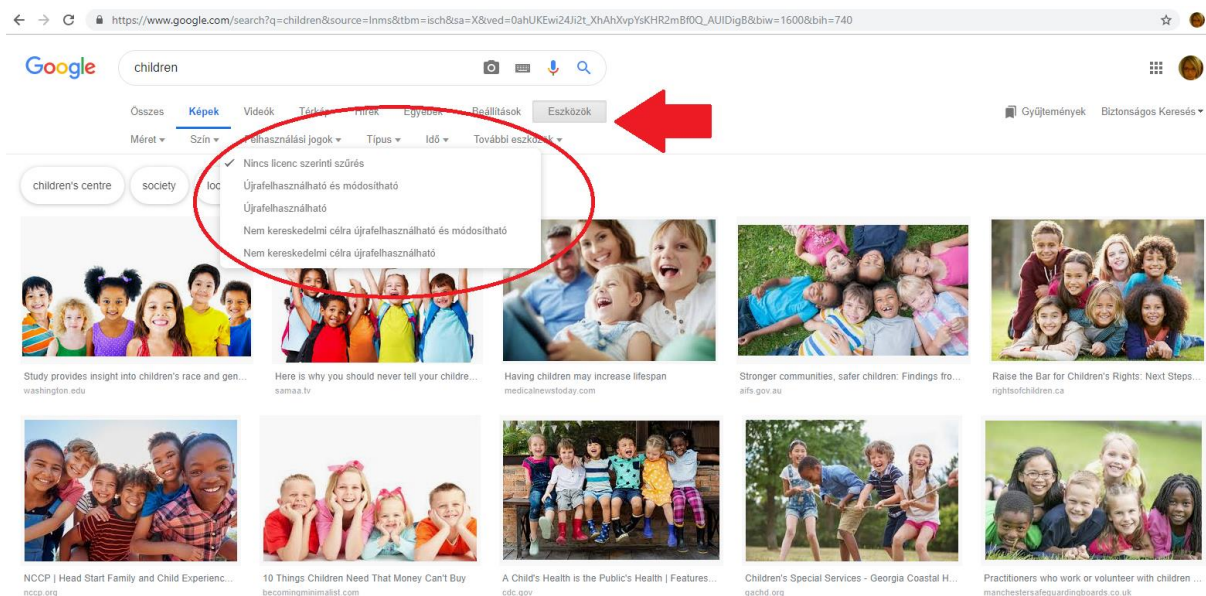 https://www.google.com/search?q=children&source=lnms&tbm=isch&sa=X&ved=0ahUKEwi24Ji2t_XhAhXvpYsKHR2mBf0Q_AUIDigB&biw=1600&bih=740
Google
children
Összes Képek Videók Térkép Hírek Egyebek Beállítások Eszközök Gyűjtemények Biztonságos Keresés
Méret Szín Felhasználási jogok Típus Idő További eszközök
Nincs licenc szerinti szűrés
Újrafelhasználható és módosítható
Újrafelhasználható
Nem kereskedelmi célra újrafelhasználható és módosítható
Nem kereskedelmi célra újrafelhasználható
children's centre society loc
Study provides insight into children's race and gen...
washington.edu
Here is why you should never tell your childre...
samaa.tv
Having children may increase lifespan
medicalnewstoday.com
Stronger communities, safer children: Findings fro...
aifs.gov.au
Raise the Bar for Children's Rights: Next Steps...
rightsofchildren.ca
NCCP | Head Start Family and Child Experienc...
nccp.org
10 Things Children Need That Money Can't Buy
becomingminimalist.com
A Child's Health is the Public's Health | Features...
cdc.gov
Children's Special Services - Georgia Coastal H...
gachd.org
Practitioners who work or volunteer with children ...
manchestersafeguardingboards.co.uk